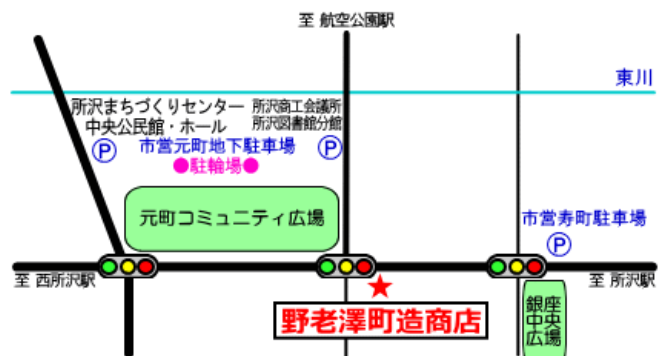 至 航空公園駅
東川
所沢まちづくりセンター
中央公民館・ホール
所沢商工会議所
所沢図書館分館
P
市営元町地下駐車場
P
●駐輪場●
元町コミュニティ広場
市営寿町駐車場
P
至 西所沢駅
至 所沢駅
野老澤町造商店
銀座
中央
広場